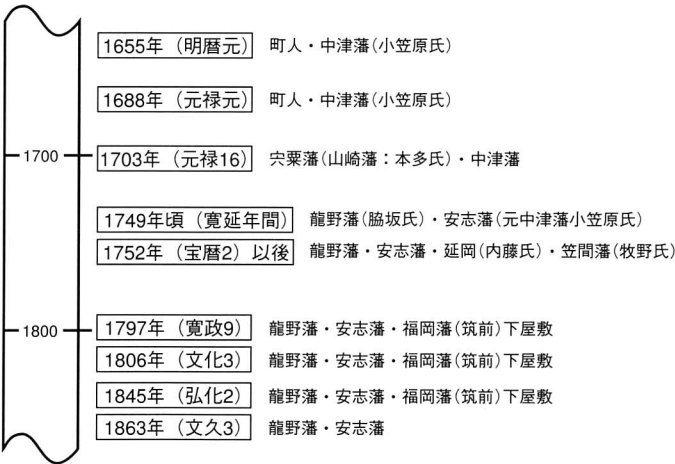 1655年（明暦元） 町人・中津藩（小笠原氏）
1688年（元禄元） 町人・中津藩（小笠原氏）
1700
1703年（元禄16） 宍粟藩（山崎藩：本多氏）・中津藩
1749年頃（寛延年間） 龍野藩（脇坂氏）・安志藩（元中津藩小笠原氏）
1752年（宝暦2）以後 龍野藩・安志藩・延岡（内藤氏）・笠間藩（牧野氏）
1800
1797年（寛政9） 龍野藩・安志藩・福岡藩（筑前）下屋敷
1806年（文化3） 龍野藩・安志藩・福岡藩（筑前）下屋敷
1845年（弘化2） 龍野藩・安志藩・福岡藩（筑前）下屋敷
1863年（文久3） 龍野藩・安志藩